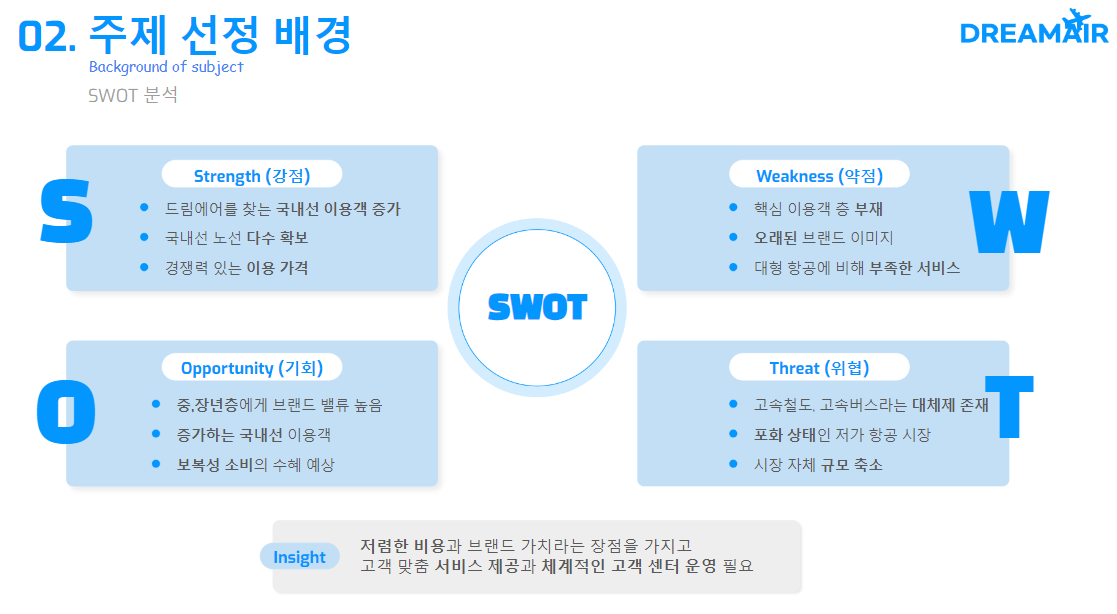 02. 주제 선정 배경
DREAMAIR
Background of subject
SWOT 분석
S
Strength (강점)
드림에어를 찾는 국내선 이용객 증가
국내선 노선 다수 확보
경쟁력 있는 이용 가격
W
Weakness (약점)
핵심 이용객 층 부재
오래된 브랜드 이미지
대형 항공에 비해 부족한 서비스
SWOT
O
Opportunity (기회)
중,장년층에게 브랜드 밸류 높음
증가하는 국내선 이용객
보복성 소비의 수혜 예상
T
Threat (위협)
고속철도, 고속버스라는 대체제 존재
포화 상태인 저가 항공 시장
시장 자체 규모 축소
Insight
저렴한 비용과 브랜드 가치라는 장점을 가지고
고객 맞춤 서비스 제공과 체계적인 고객 센터 운영 필요